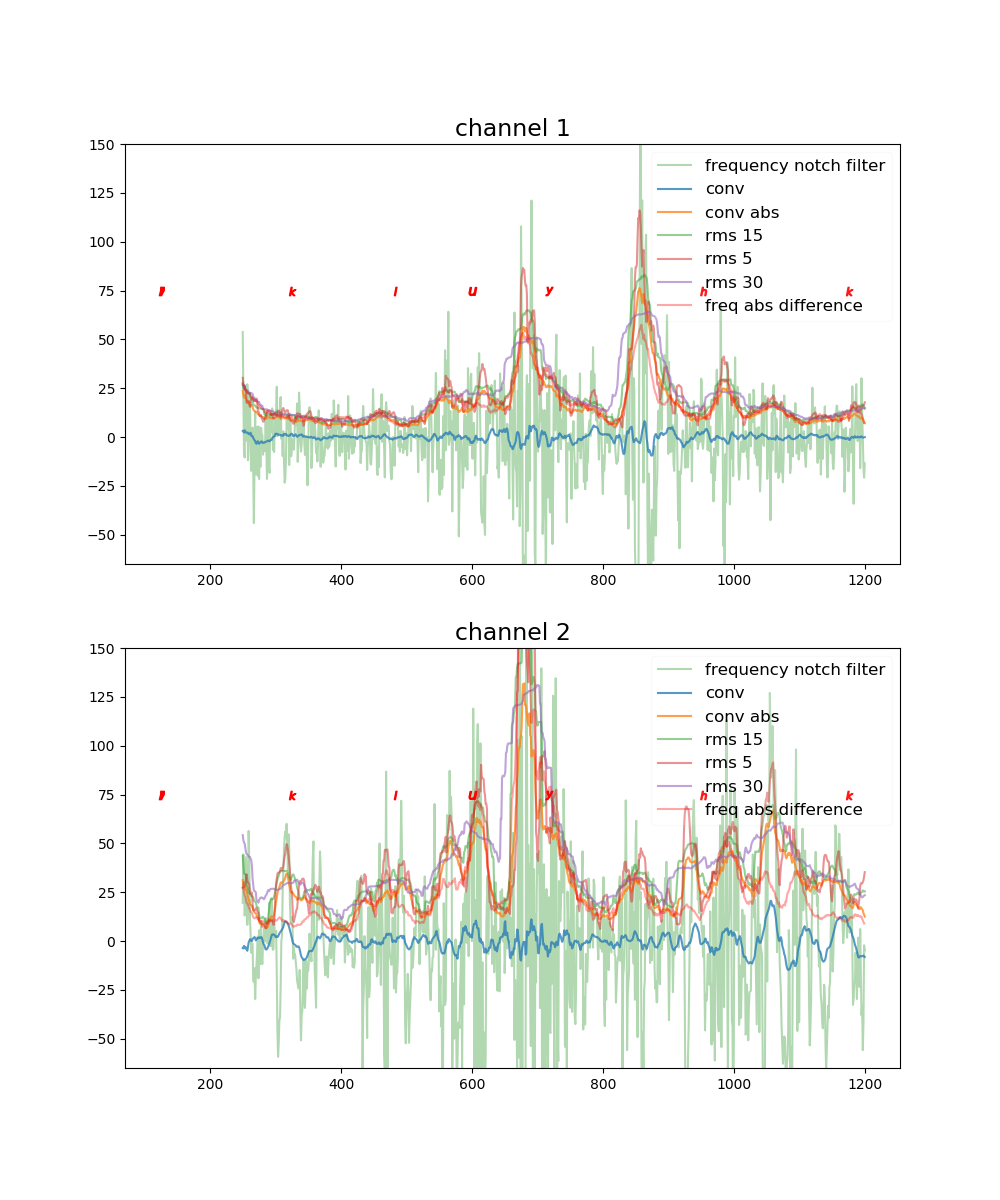 channel 1
150
125
100
75
50
25
0
−25
−50
frequency notch filter
conv
conv abs
rms 15
rms 5
rms 30
freq abs difference
k l u y h k
200 400 600 800 1000 1200
channel 2
150
125
100
75
50
25
0
−25
−50
frequency notch filter
conv
conv abs
rms 15
rms 5
rms 30
freq abs difference
k l u y h k
200 400 600 800 1000 1200